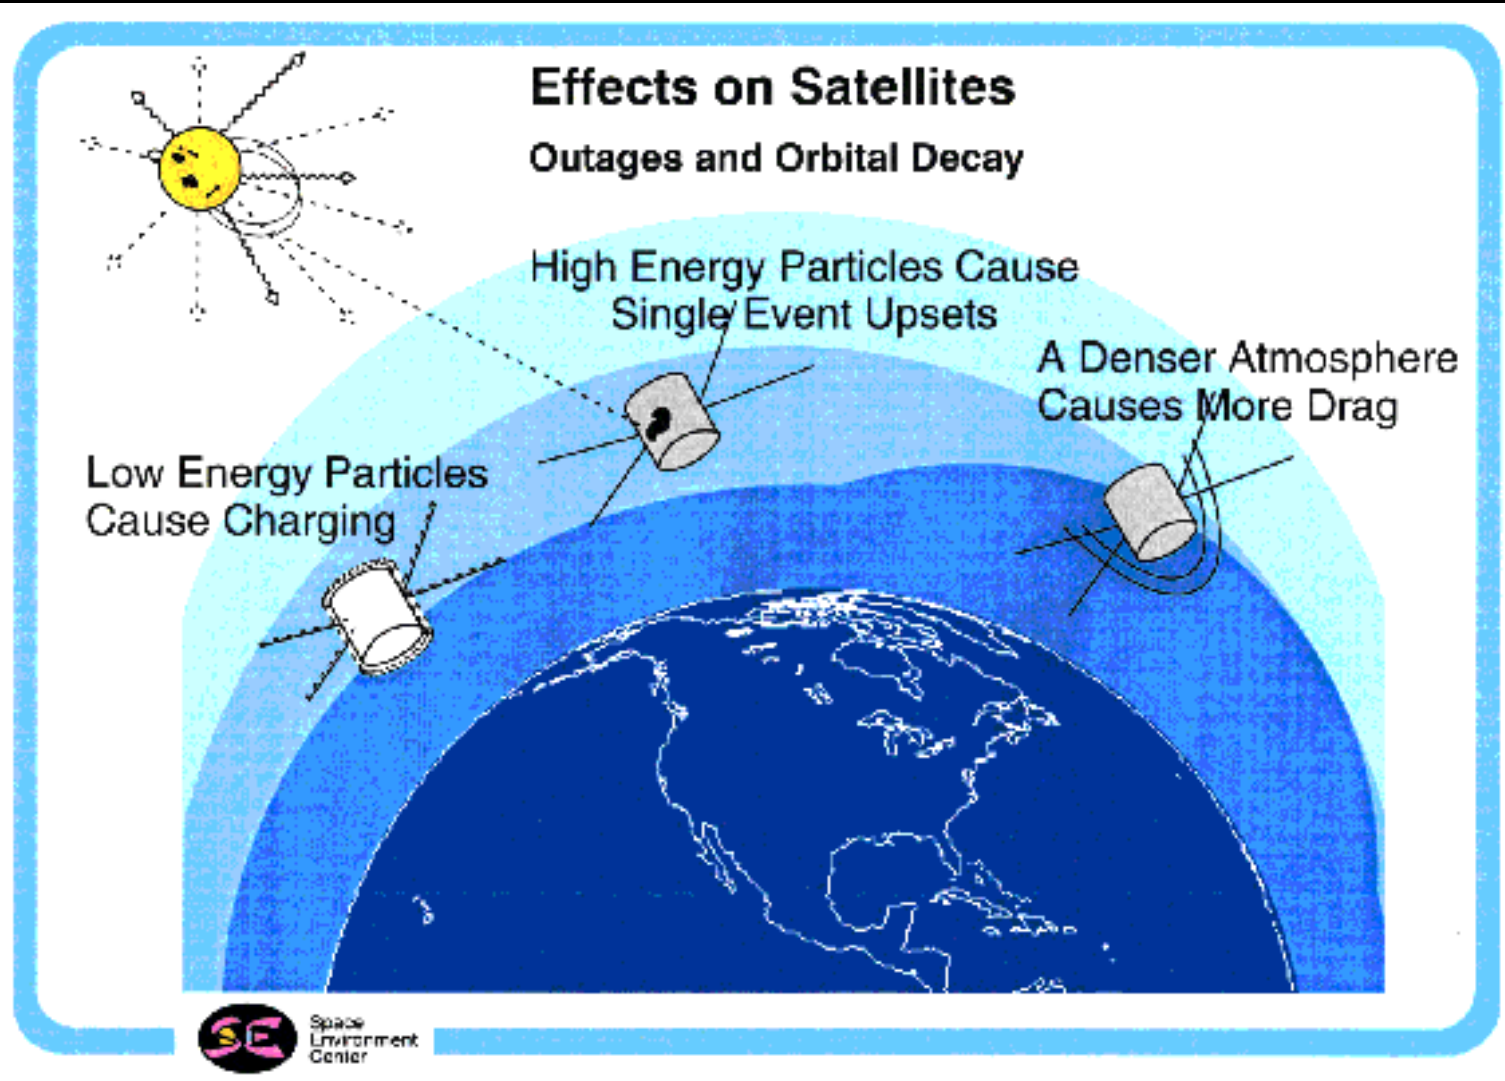 Effects on Satellites
Outages and Orbital Decay
High Energy Particles Cause
Single Event Upsets
A Denser Atmosphere
Causes More Drag
Low Energy Particles
Cause Charging
SE
Space
Environment
Center